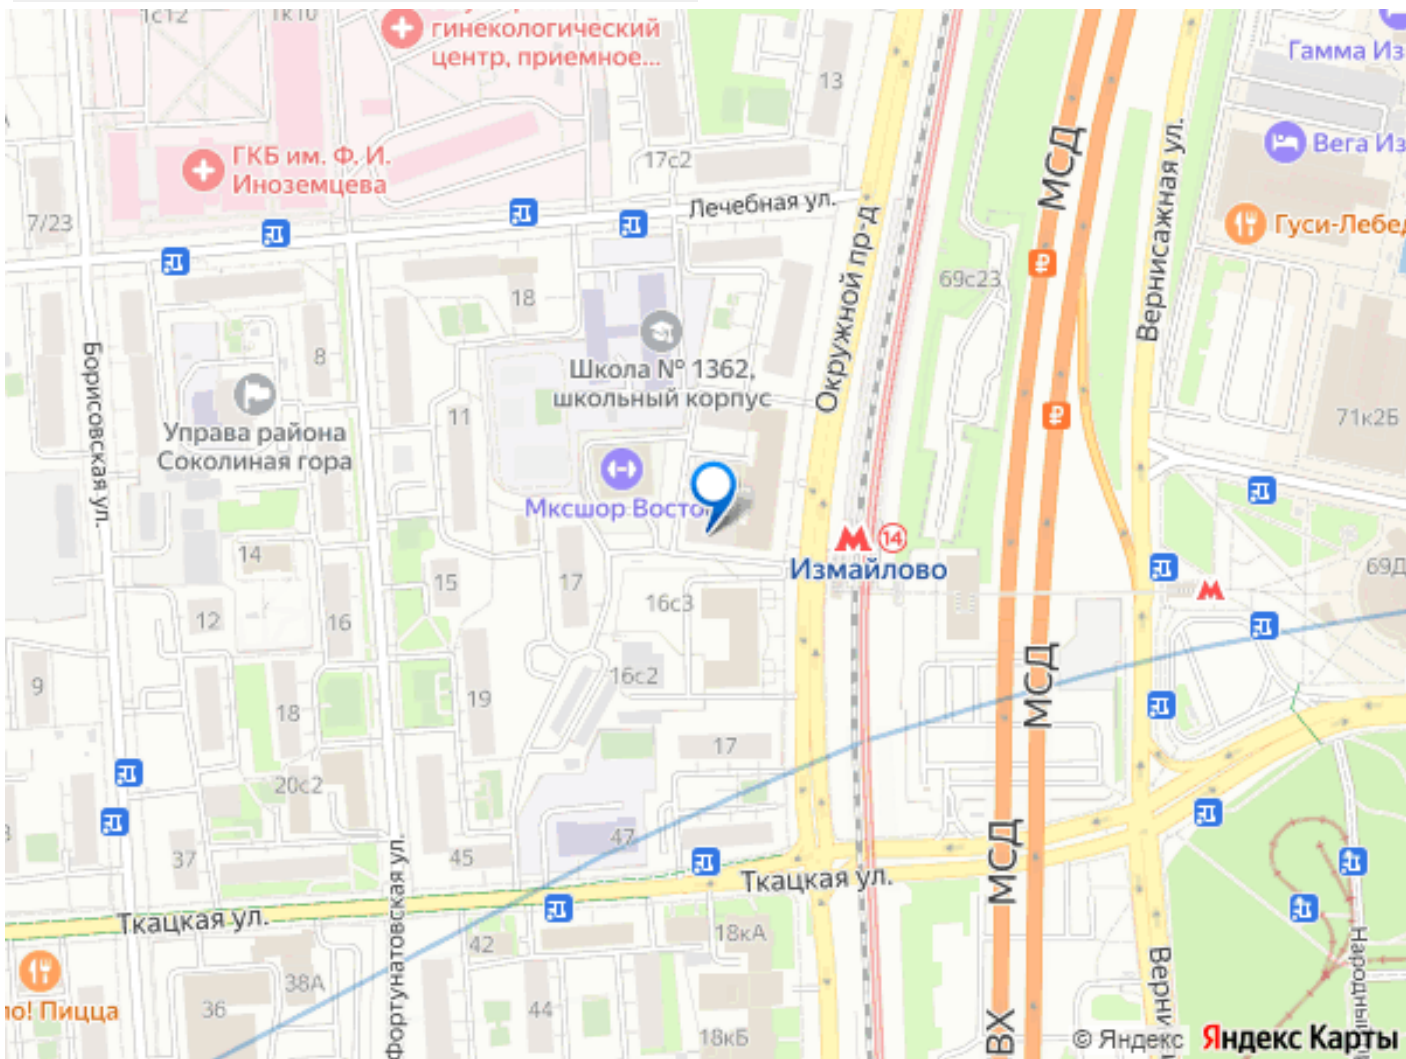 1с12
1к10
гинекологический
центр, приемное...
13
Гамма Из
Вега Из
ГКБ им. Ф. И.
Иноземцева
17с2
7/23
Лечебная ул.
МСД
Вернисажная ул.
Гуси-Лебед
69с23
18
Окружной пр-д
8
Борисовская ул.
Школа № 1362,
школьный корпус
11
71к2Б
Управа района
Соколиная гора
Мксшор Восто
14
Измайлово
14
15
17
69Д
12
16
16с3
9
16с2
18
19
МСД
17
20с2
47
37
45
МСД
Ткацкая ул.
Ткацкая ул.
Фортунатовская ул.
42
18кА
38А
36
44
18кБ
ло! Пицца
ВХ
Верни
Народный
© Яндекс
Яндекс Карты